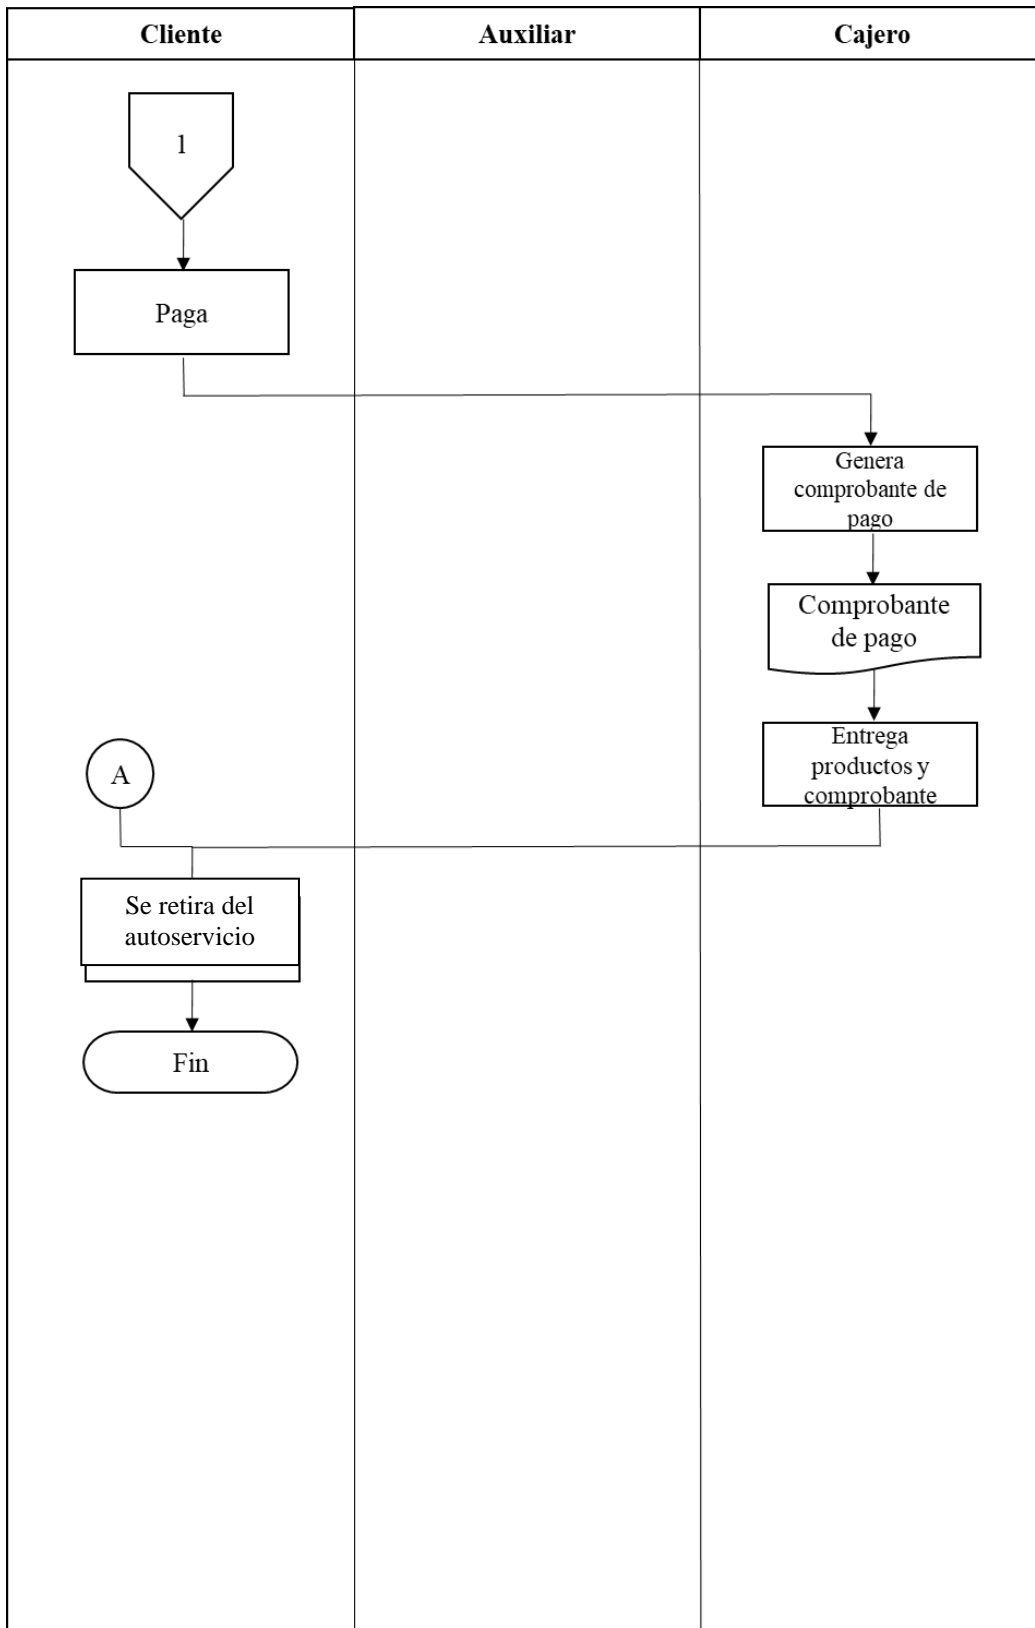 Cliente
Auxiliar
Cajero
1
Paga
Genera
comprobante de
pago
Comprobante
de pago
Entrega
productos y
comprobante
A
Se retira del
autoservicio
Fin